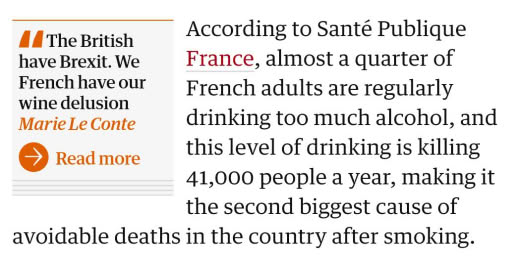 The British
have Brexit. We
French have our
wine delusion
Marie Le Conte
Read more
According to Santé Publique
France, almost a quarter of
French adults are regularly
drinking too much alcohol, and
this level of drinking is killing
41,000 people a year, making it
the second biggest cause of
avoidable deaths in the country after smoking.